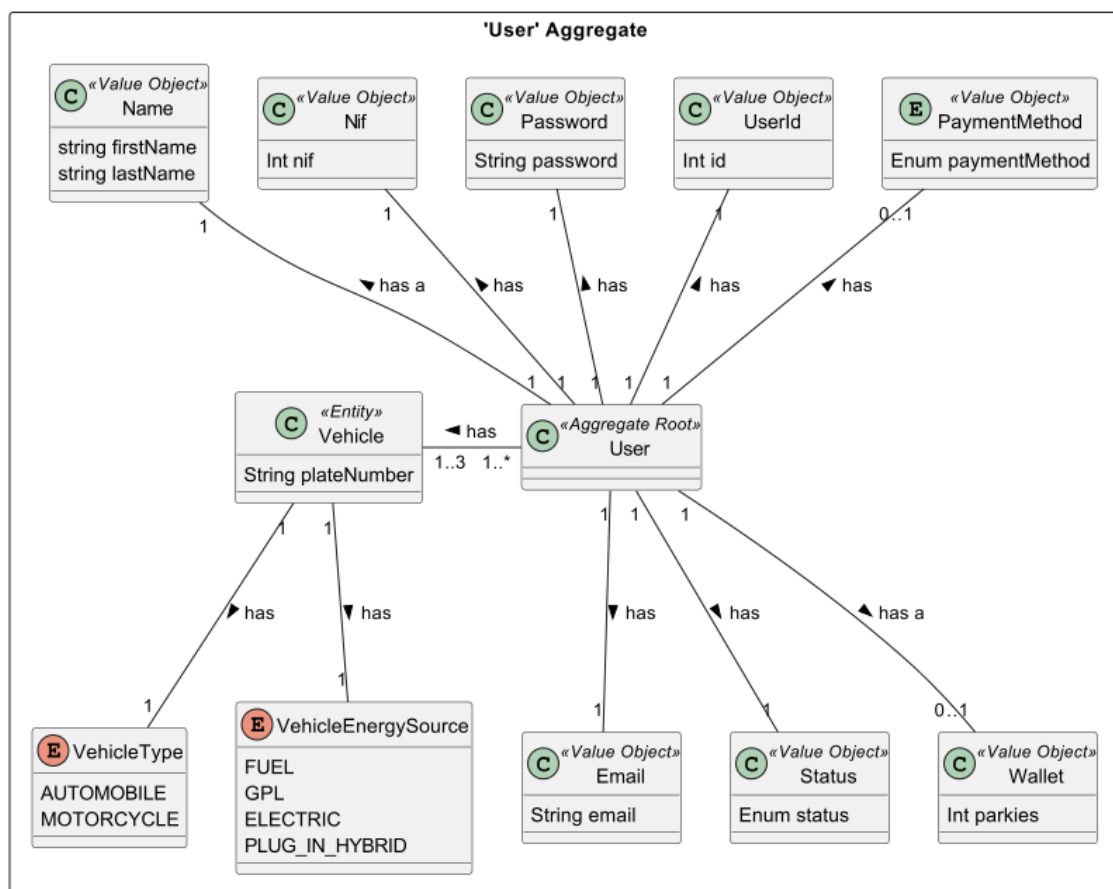 'User' Aggregate
C «Value Object»
Name
string firstName
string lastName
C «Value Object»
Nif
Int nif
C «Value Object»
Password
String password
C «Value Object»
UserId
Int id
E «Value Object»
PaymentMethod
Enum paymentMethod
1
1
1
1
0..1
has a
has
has
has
has
1
1
1
1
1
C «Entity»
Vehicle
String plateNumber
has
1..3 1..*
C «Aggregate Root»
User
1
1
1
1
1
has
has
has
has
has a
1
1
1
1
0..1
E VehicleType
AUTOMOBILE
MOTORCYCLE
E VehicleEnergySource
FUEL
GPL
ELECTRIC
PLUG_IN_HYBRID
C «Value Object»
Email
String email
C «Value Object»
Status
Enum status
C «Value Object»
Wallet
Int parkies